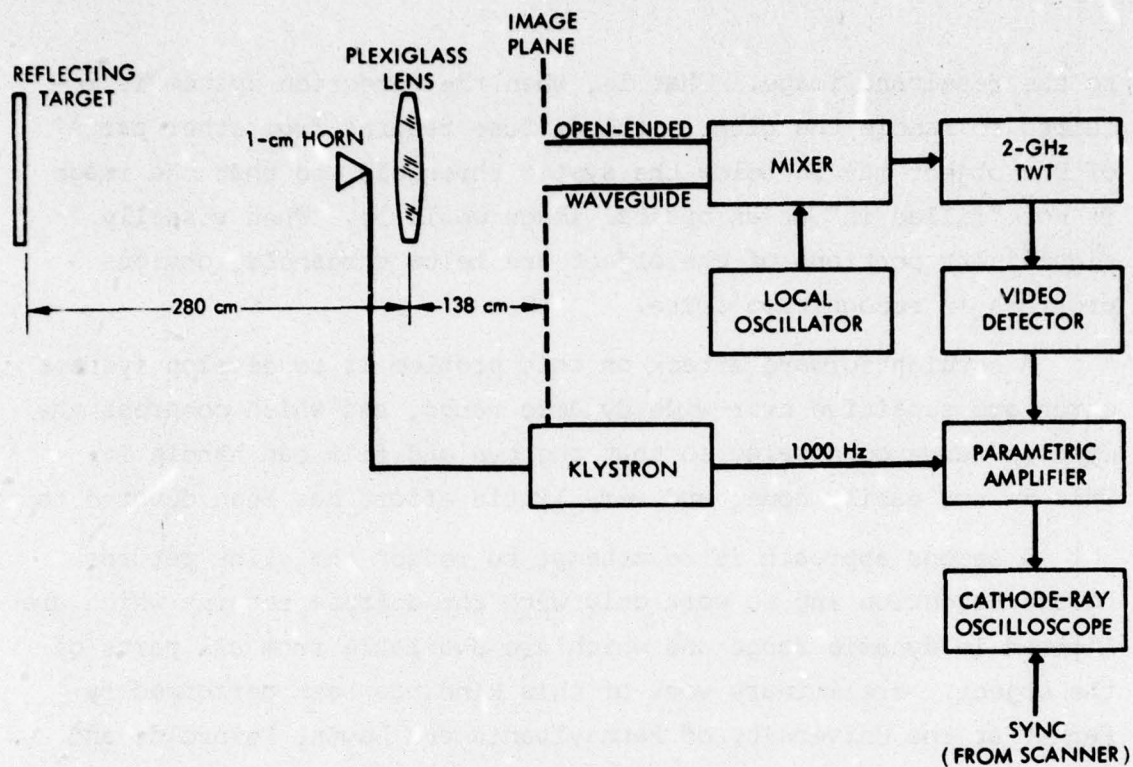 IMAGE
PLANE
PLEXIGLASS
LENS
REFLECTING
TARGET
1-cm HORN
OPEN-ENDED
WAVEGUIDE
MIXER
2-GHz
TWT
280 cm
138 cm
LOCAL
OSCILLATOR
VIDEO
DETECTOR
KLYSTRON
1000 Hz
PARAMETRIC
AMPLIFIER
CATHODE-RAY
OSCILLOSCOPE
SYNC
(FROM SCANNER)